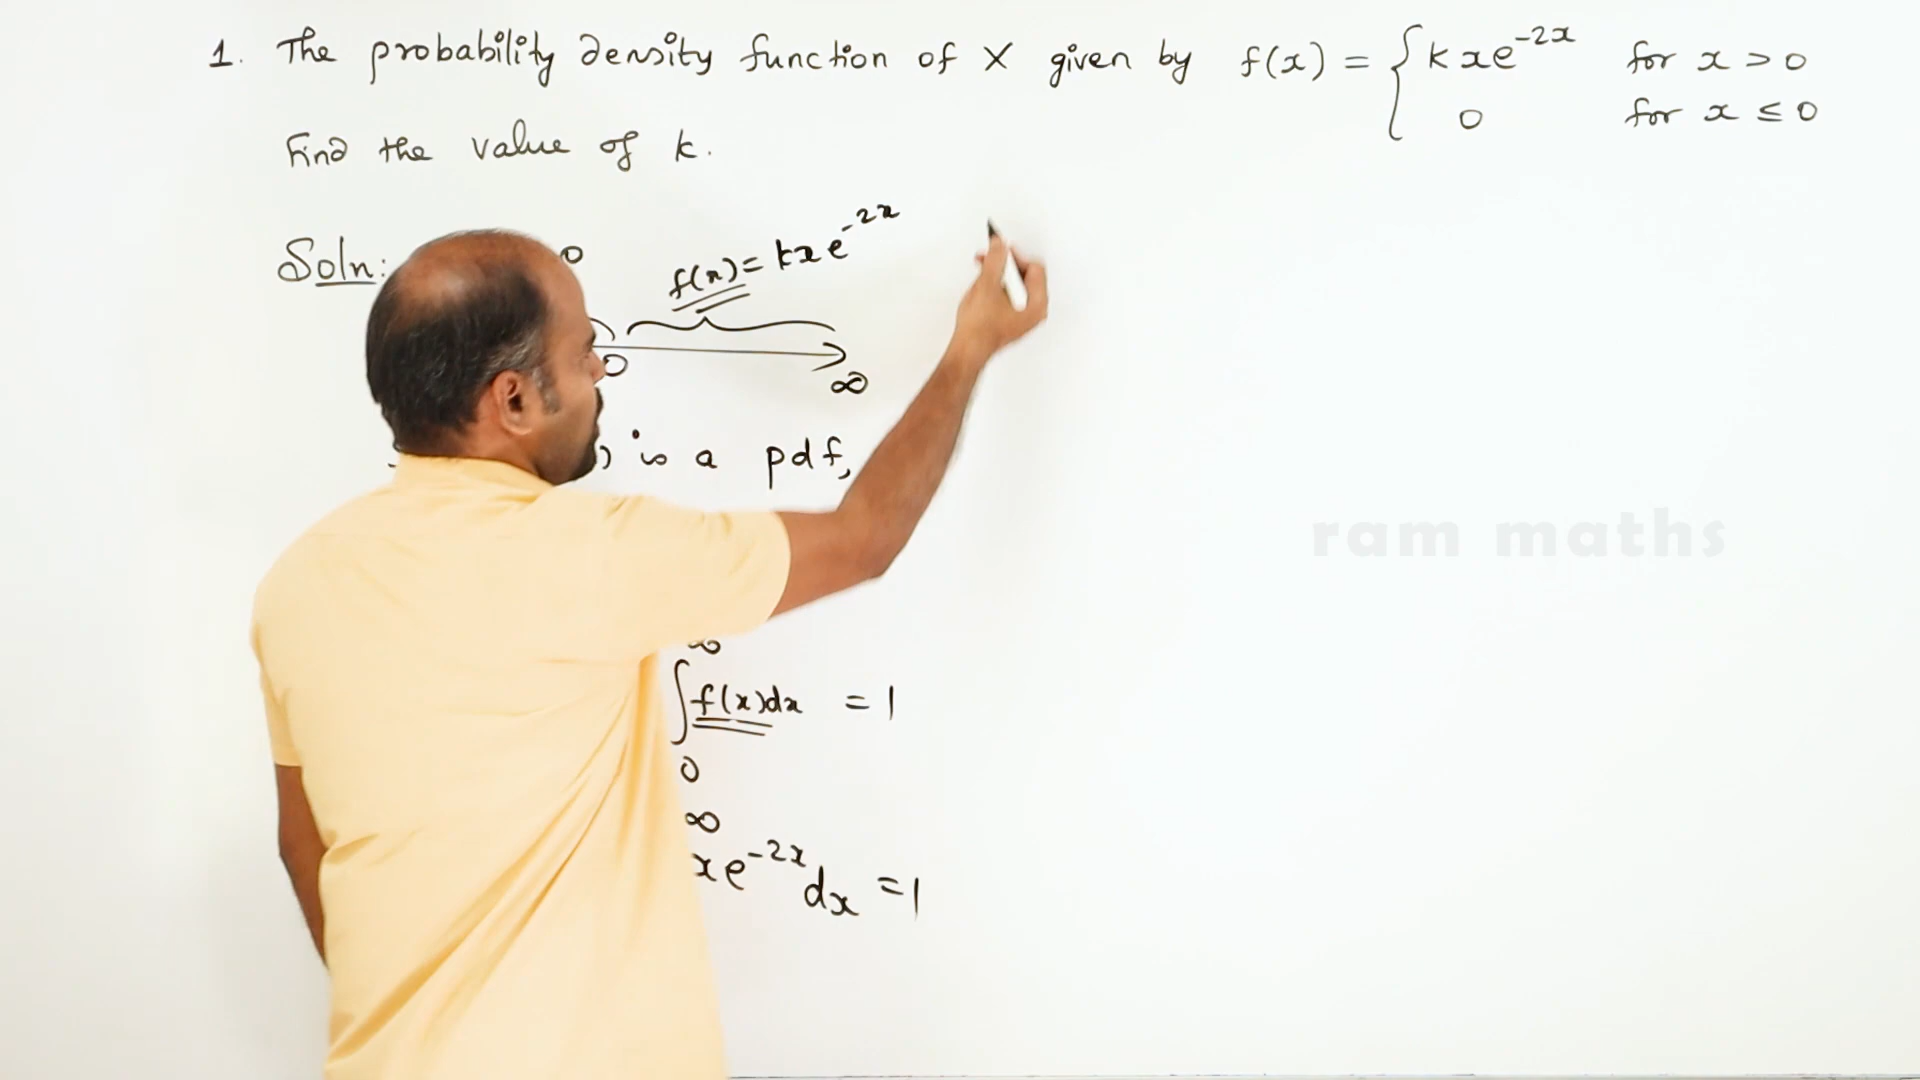 1. The probability density function of X given by f(x) = { kxe^-2x for x > 0
0 for x ≤ 0
Find the value of k.
Soln:
0 f(x) = kxe^-2x
0 ∞
) is a pdf,
∞
∫ f(x)dx = 1
0
∞
xe^-2x dx = 1
ram maths